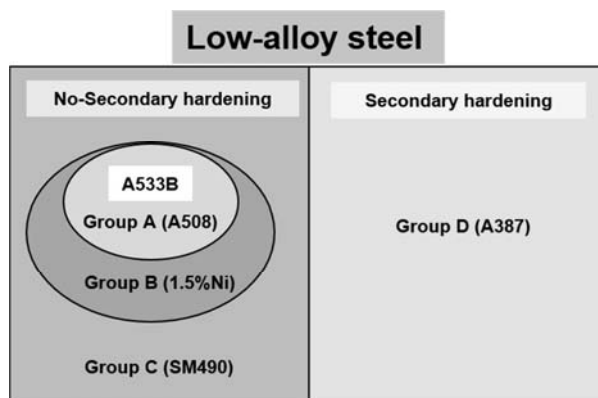 Low-alloy steel
No-Secondary hardening
Secondary hardening
A533B
Group A (A508)
Group D (A387)
Group B (1.5%Ni)
Group C (SM490)